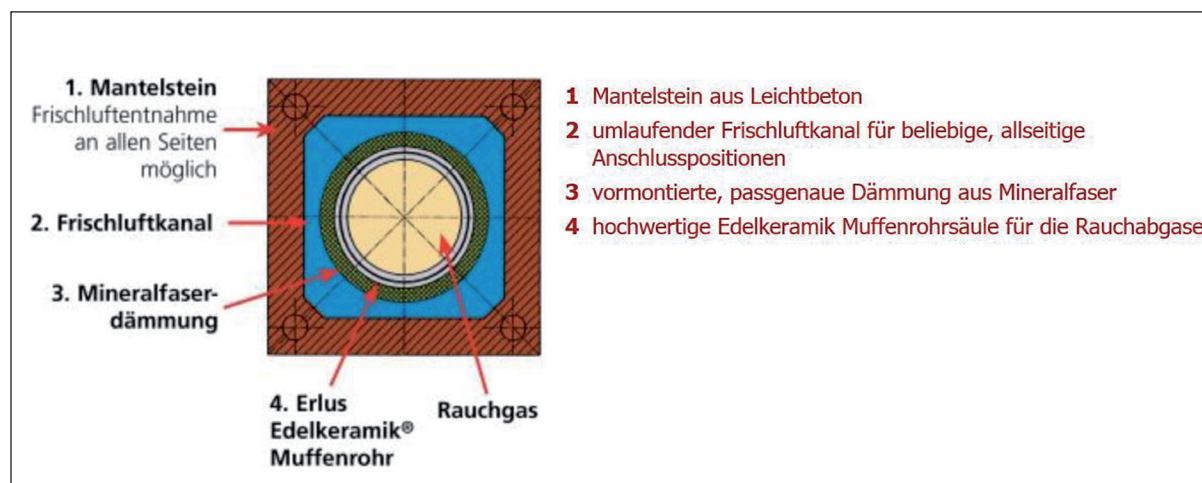 1. Mantelstein
Frischluftentnahme
an allen Seiten
möglich
2. Frischluftkanal
3. Mineralfaser-
dämmung
4. Erlus
Edelkeramik®
Muffenrohr
Rauchgas
1 Mantelstein aus Leichtbeton
2 umlaufender Frischluftkanal für beliebige, allseitige
Anschlusspositionen
3 vormontierte, passgenaue Dämmung aus Mineralfaser
4 hochwertige Edelkeramik Muffenrohrsäule für die Rauchabgase